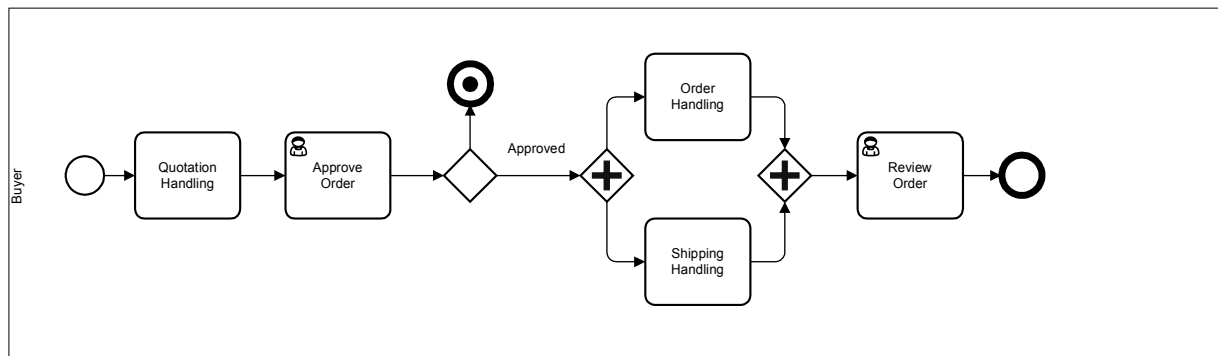 Buyer
Quotation
Handling
Approve
Order
Approved
Order
Handling
Shipping
Handling
Review
Order